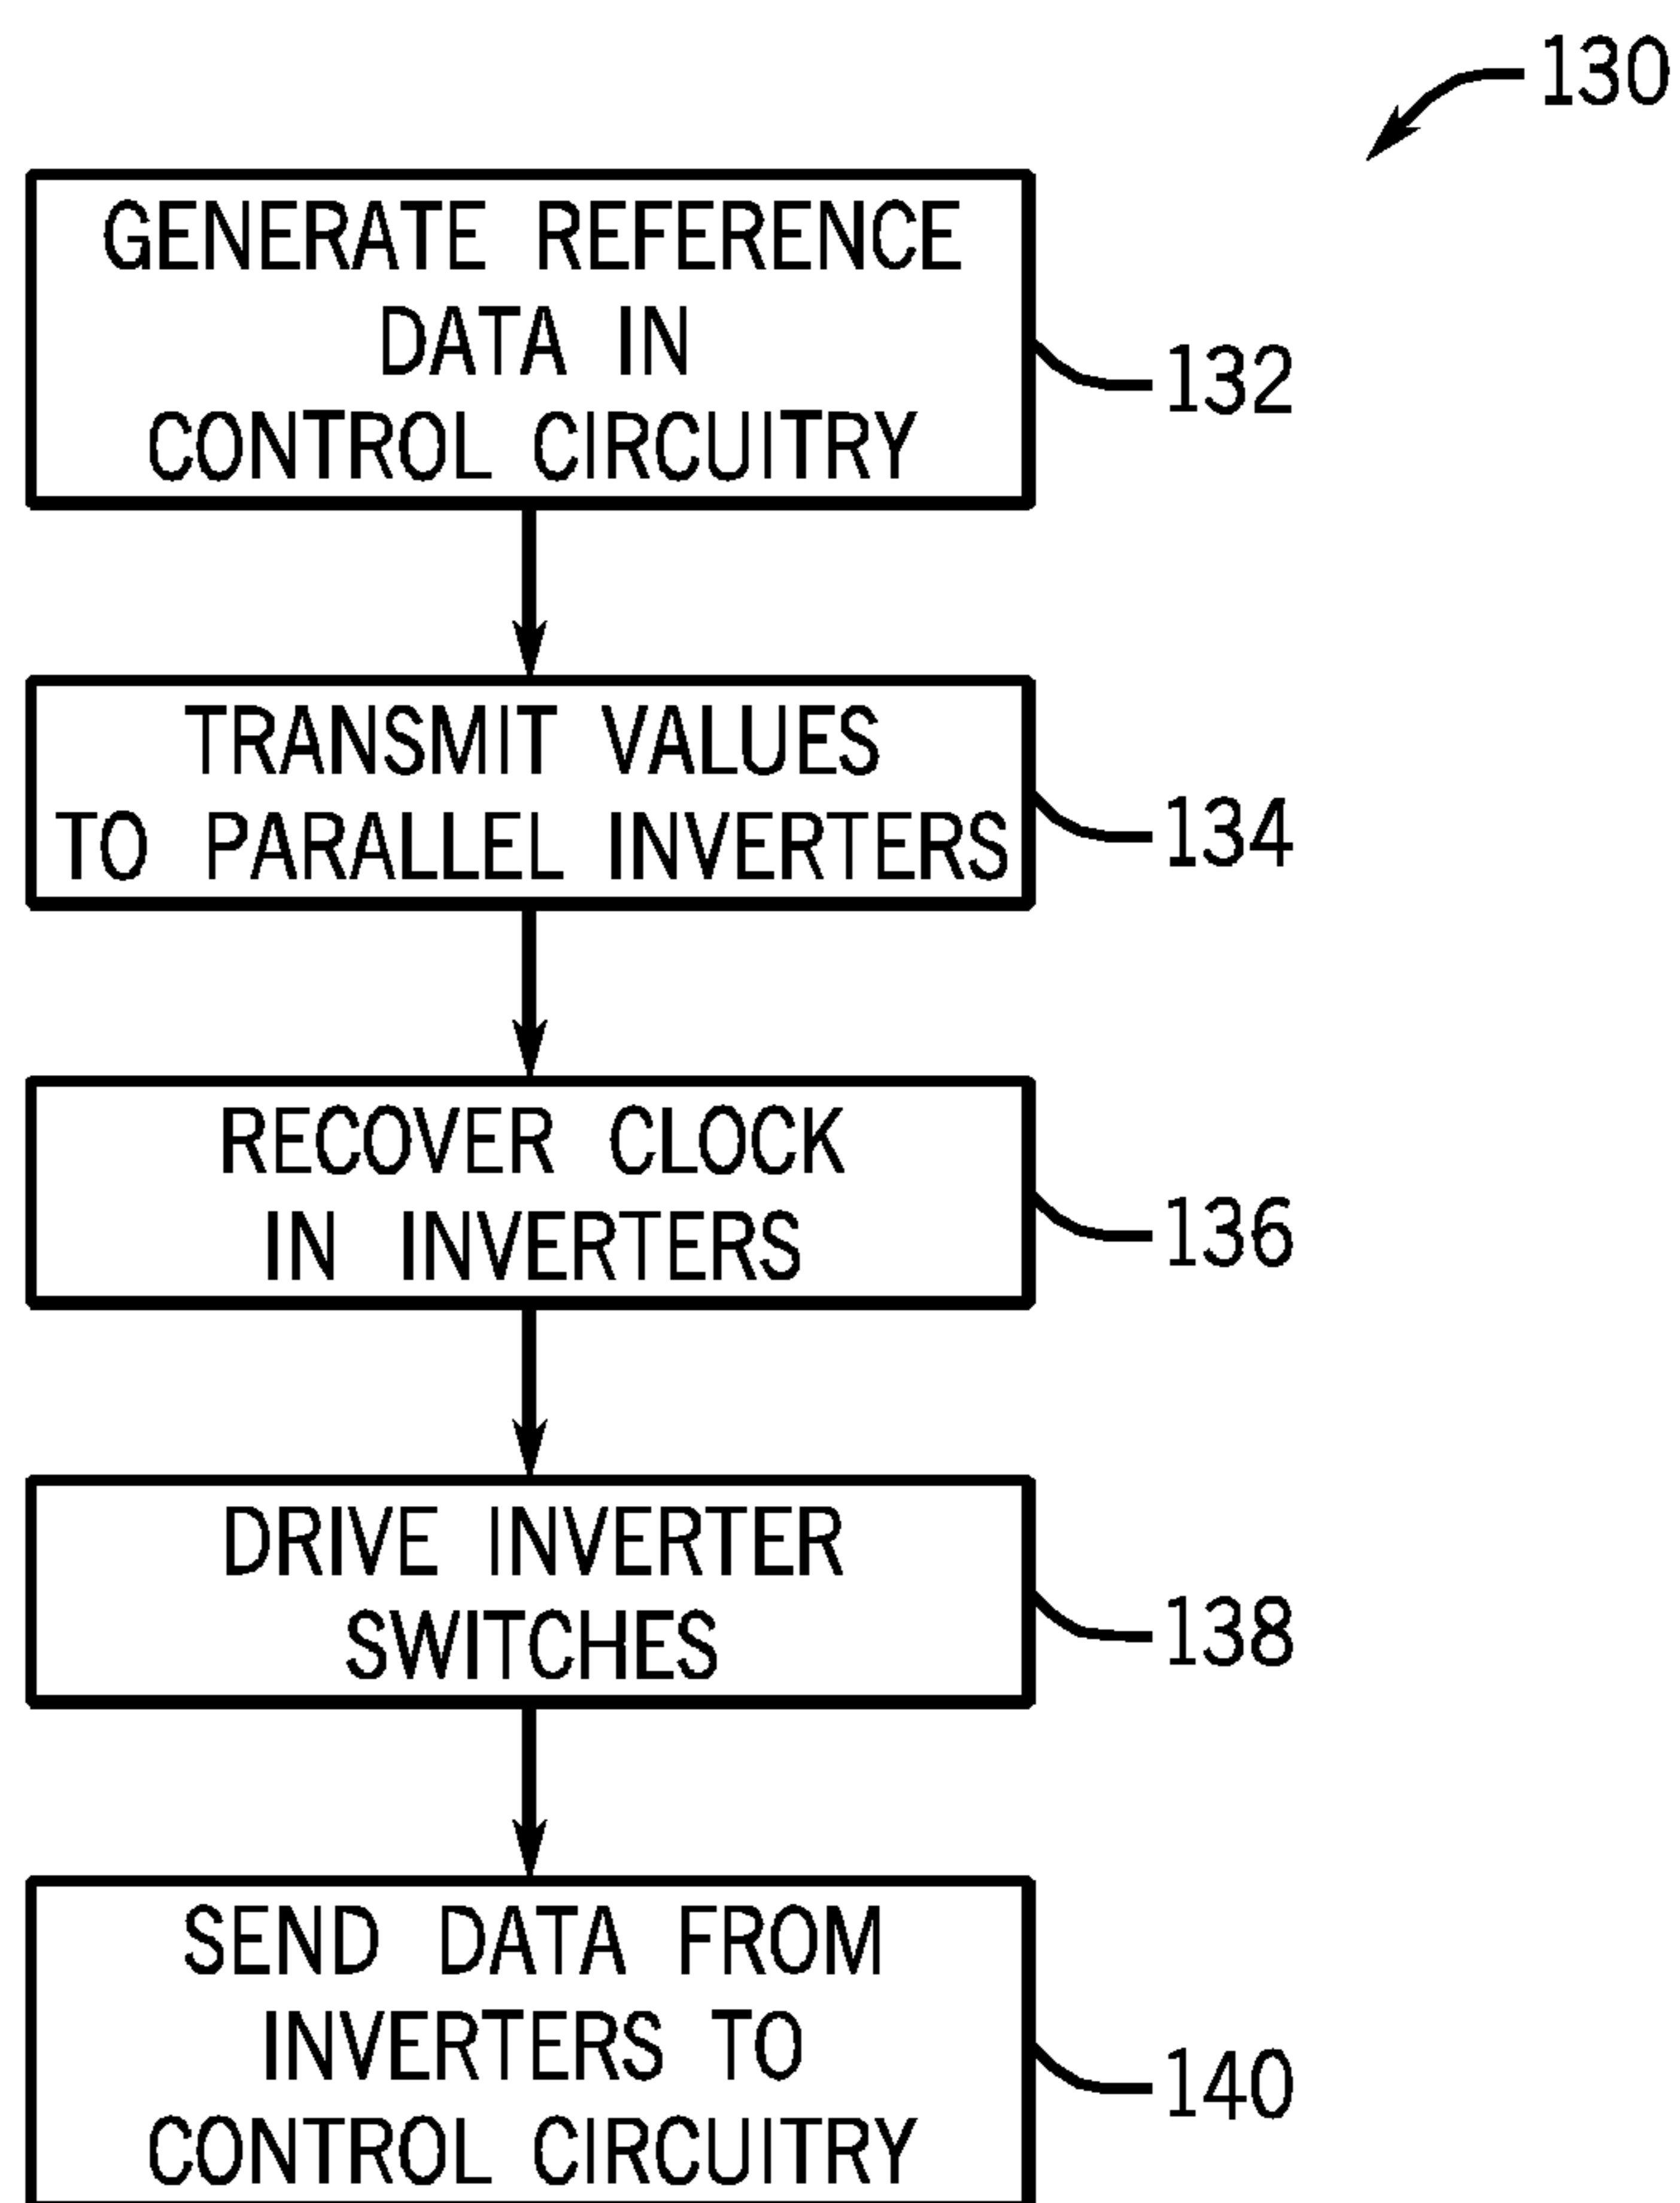 130
GENERATE REFERENCE
DATA IN
CONTROL CIRCUITRY
132
TRANSMIT VALUES
TO PARALLEL INVERTERS
134
RECOVER CLOCK
IN INVERTERS
136
DRIVE INVERTER
SWITCHES
138
SEND DATA FROM
INVERTERS TO
CONTROL CIRCUITRY
140